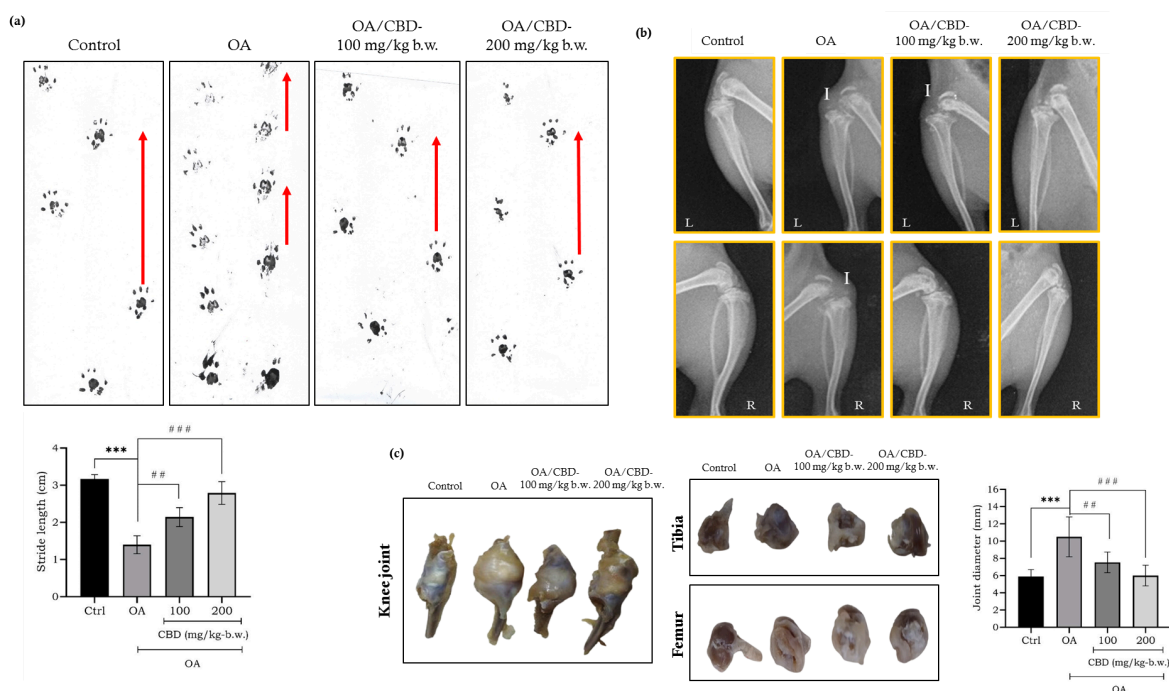 (a)
Control
OA
OA/CBD-
100 mg/kg b.w.
OA/CBD-
200 mg/kg b.w.
Stride length (cm)
4
3
2
1
0
***
# #
# # #
Ctrl
OA
100
200
CBD (mg/kg-b.w.)
OA
(b)
Control
OA
OA/CBD-
100 mg/kg b.w.
OA/CBD-
200 mg/kg b.w.
I
I
L
L
L
L
I
R
R
R
R
(c)
Control
OA
OA/CBD-
100 mg/kg b.w.
OA/CBD-
200 mg/kg b.w.
Knee joint
Control
OA
OA/CBD-
100 mg/kg b.w.
OA/CBD-
200 mg/kg b.w.
Tibia
Femur
Joint diameter (mm)
16
14
12
10
8
6
4
2
0
***
# #
# # #
Ctrl
OA
100
200
CBD (mg/kg-b.w.)
OA